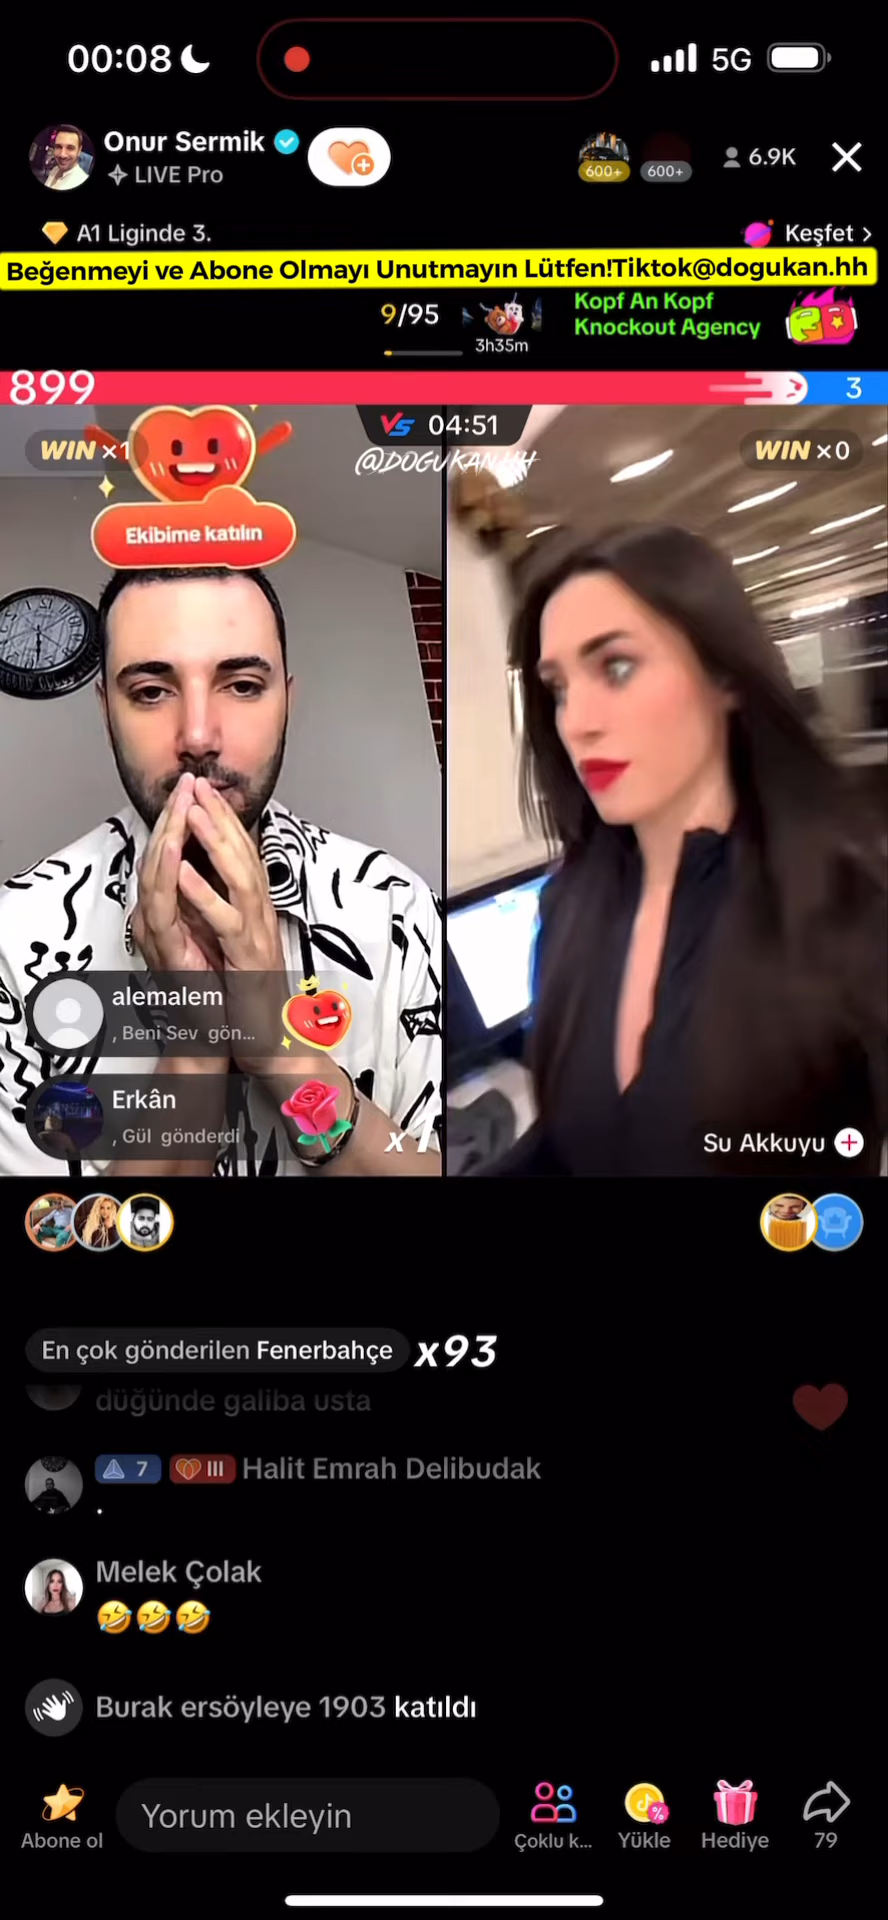 00:08
5G
Onur Sermik
LIVE Pro
600+
600+
6.9K
A1 Liginde 3.
Keşfet >
Beğenmeyi ve Abone Olmayı Unutmayın Lütfen!Tiktok@dogukan.hh
9/95
3h35m
Kopf An Kopf
Knockout Agency
899
3
VS 04:51
WIN x1
WIN x0
@DOGUKAN.HH
Ekibime katılın
alemalem
, Beni Sev gön...
Erkân
, Gül gönderdi
x1
Su Akkuyu
En çok gönderilen Fenerbahçe x93
düğünde galiba usta
7 III Halit Emrah Delibudak
.
Melek Çolak
🤣🤣🤣
Burak ersöyleye 1903 katıldı
Abone ol
Yorum ekleyin
Çoklu k...
Yükle
Hediye
79